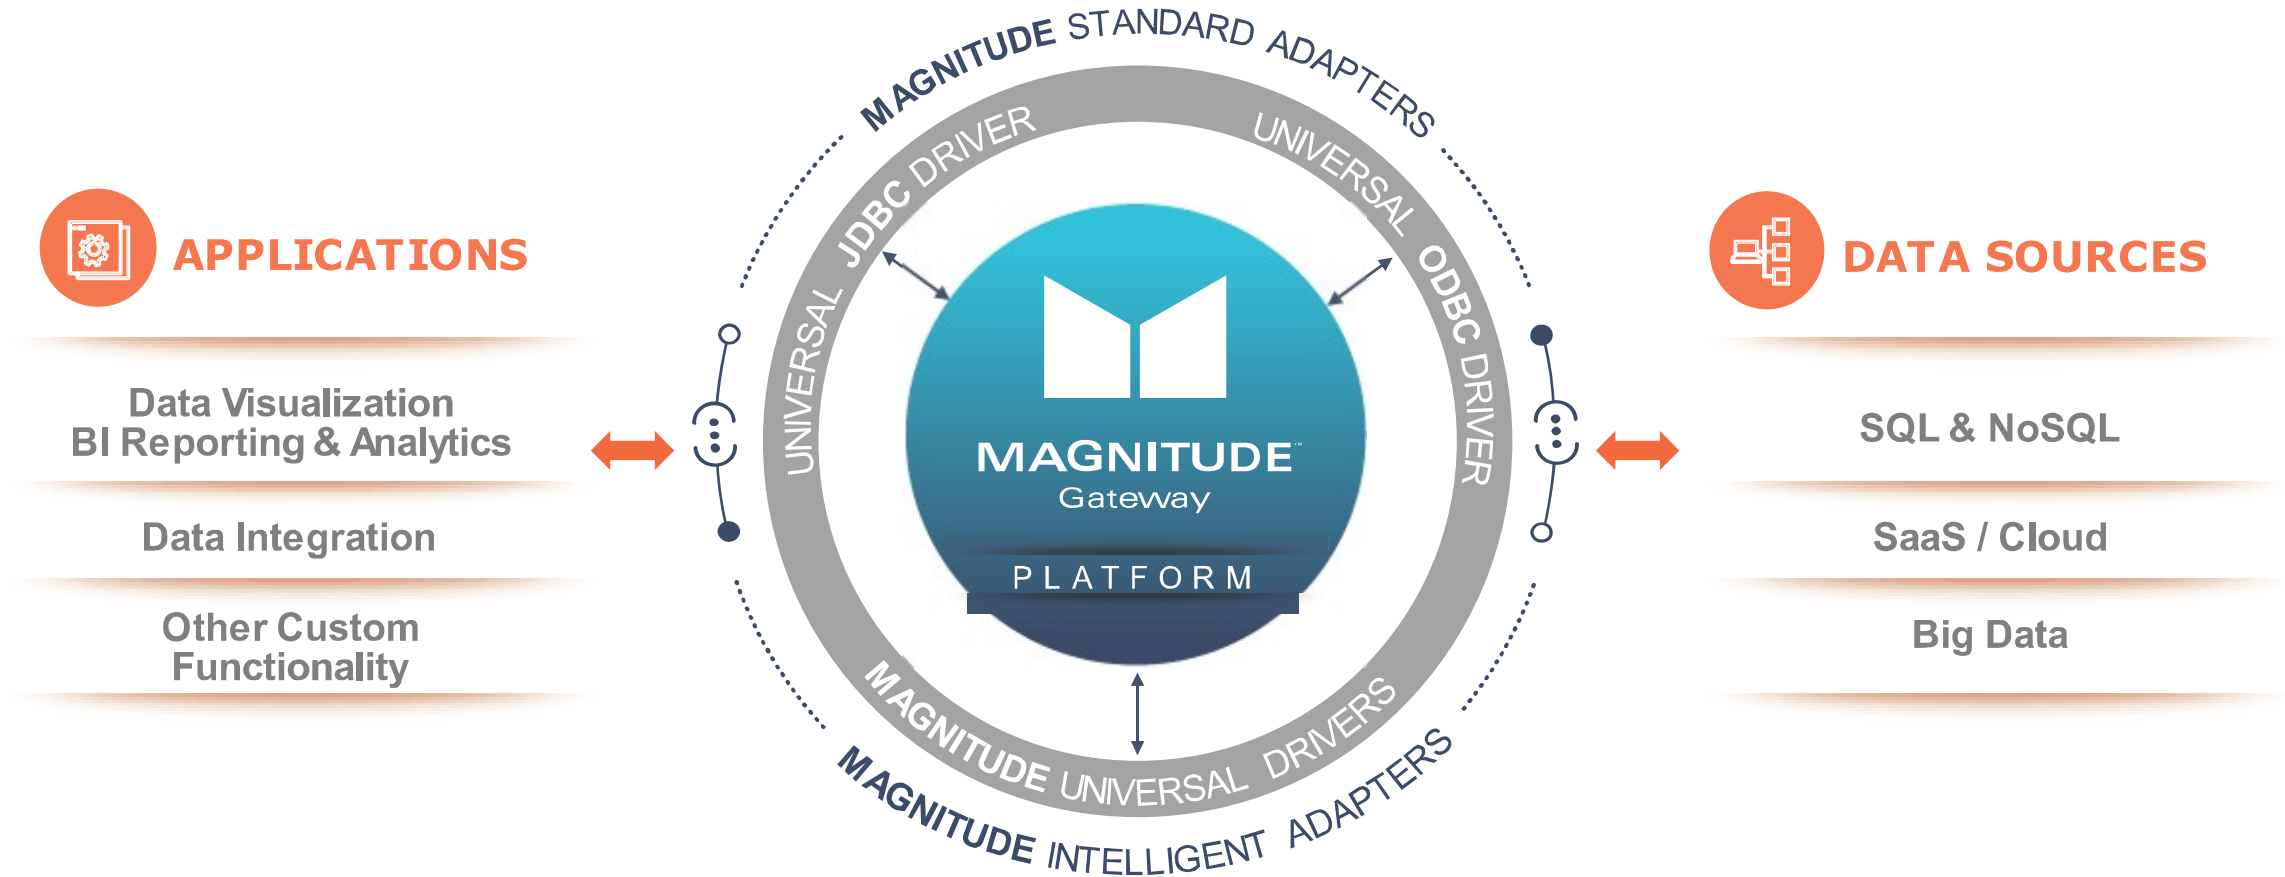 MAGNITUDE STANDARD ADAPTERS
APPLICATIONS
Data Visualization
BI Reporting & Analytics
Data Integration
Other Custom
Functionality
UNIVERSAL JDBC DRIVER
UNIVERSAL ODBC DRIVER
MAGNITUDE™
Gateway
PLATFORM
MAGNITUDE UNIVERSAL DRIVERS
MAGNITUDE INTELLIGENT ADAPTERS
DATA SOURCES
SQL & NoSQL
SaaS / Cloud
Big Data